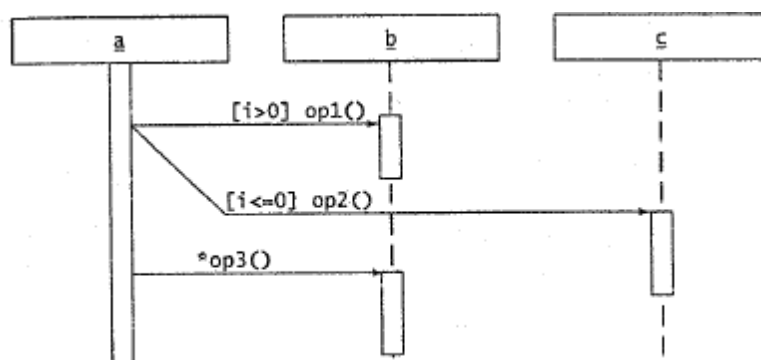 a
b
c
[i>0] op1()
[i<=0] op2()
*op3()